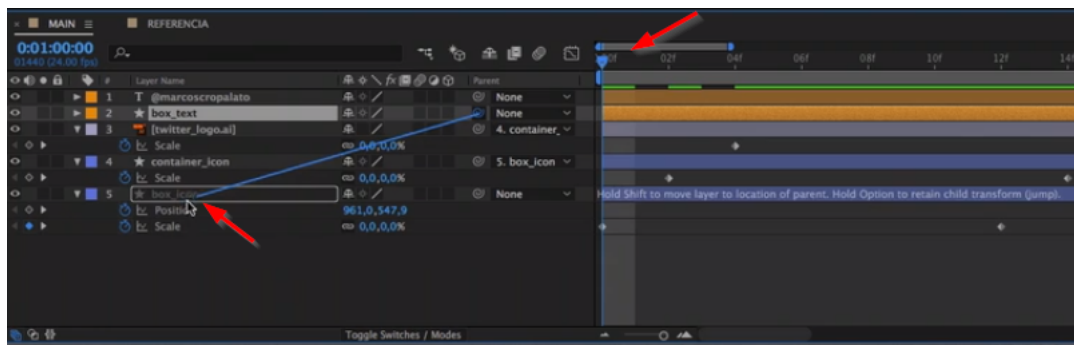 × MAIN ≡ REFERENCIA
0:01:00:00
01440 (24.00 fps)
:00f 02f 04f 06f 08f 10f 12f 14f
# Layer Name fx Parent
1 T @marcoscropalato None
2 ★ box_text None
3 [twitter_logo.ai] 4. container_
Scale 0,0,0,0%
4 ★ container_icon 5. box_icon
Scale 0,0,0,0%
5 ★ box_icon None Hold Shift to move layer to location of parent. Hold Option to retain child transform (jump).
Position 961,0,547,9
Scale 0,0,0,0%
Toggle Switches / Modes